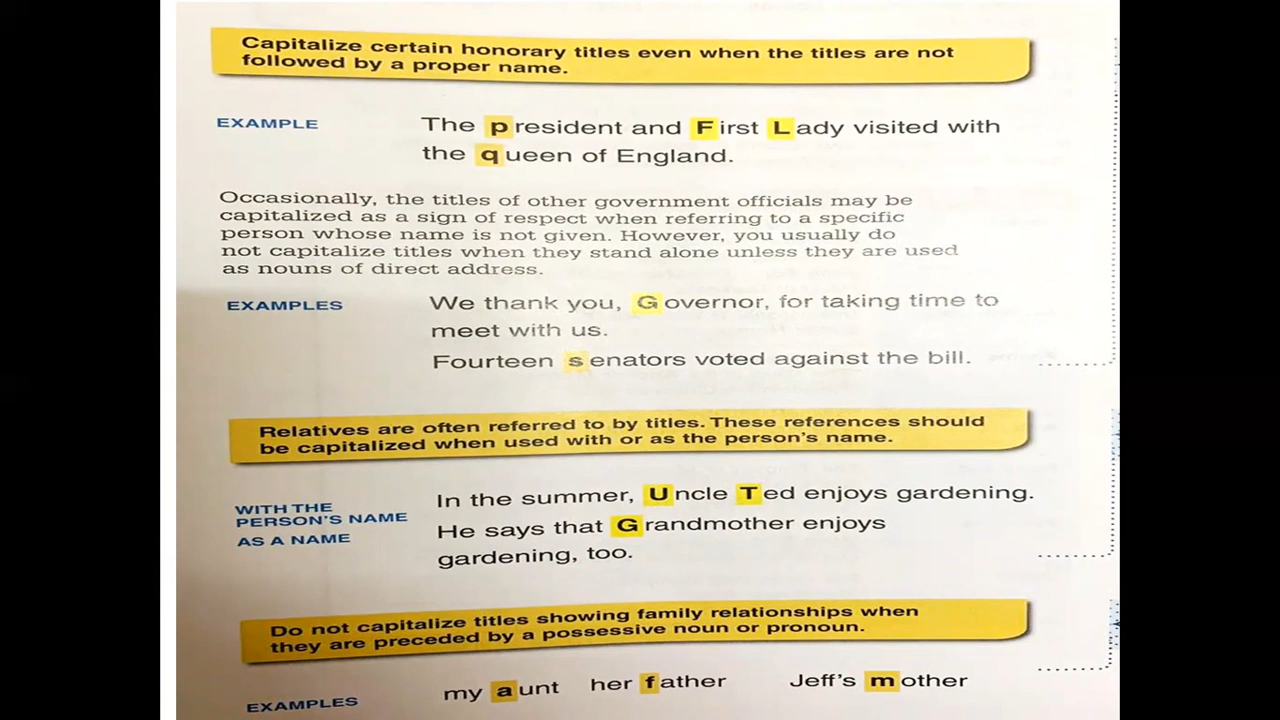 Capitalize certain honorary titles even when the titles are not
followed by a proper name.
EXAMPLE
The president and First Lady visited with
the queen of England.
Occasionally, the titles of other government officials may be
capitalized as a sign of respect when referring to a specific
person whose name is not given. However, you usually do
not capitalize titles when they stand alone unless they are used
as nouns of direct address.
EXAMPLES
We thank you, Governor, for taking time to
meet with us.
Fourteen senators voted against the bill.
Relatives are often referred to by titles. These references should
be capitalized when used with or as the person's name.
WITH THE
PERSON'S NAME
In the summer, Uncle Ted enjoys gardening.
AS A NAME
He says that Grandmother enjoys
gardening, too.
Do not capitalize titles showing family relationships when
they are preceded by a possessive noun or pronoun.
EXAMPLES
my aunt her father Jeff's mother